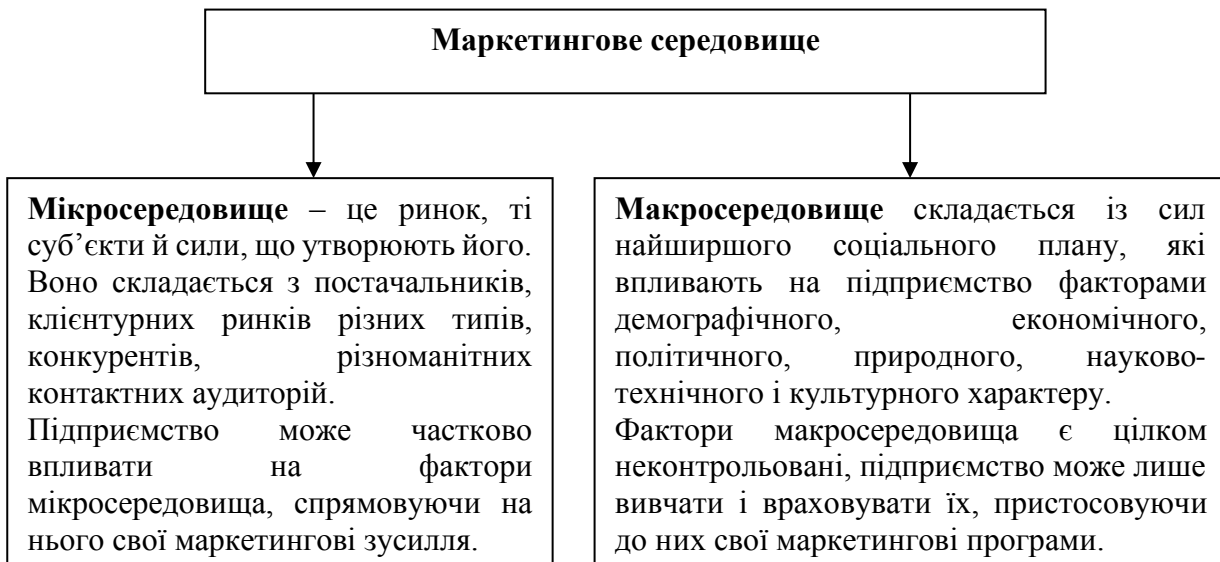 Маркетингове середовище
Мікросередовище – це ринок, ті
суб’єкти й сили, що утворюють його.
Воно складається з постачальників,
клієнтурних ринків різних типів,
конкурентів, різноманітних
контактних аудиторій.
Підприємство може частково
впливати на фактори
мікросередовища, спрямовуючи на
нього свої маркетингові зусилля.
Макросередовище складається із сил
найширшого соціального плану, які
впливають на підприємство факторами
демографічного, економічного,
політичного, природного, науково-
технічного і культурного характеру.
Фактори макросередовища є цілком
неконтрольовані, підприємство може лише
вивчати і враховувати їх, пристосовуючи
до них свої маркетингові програми.